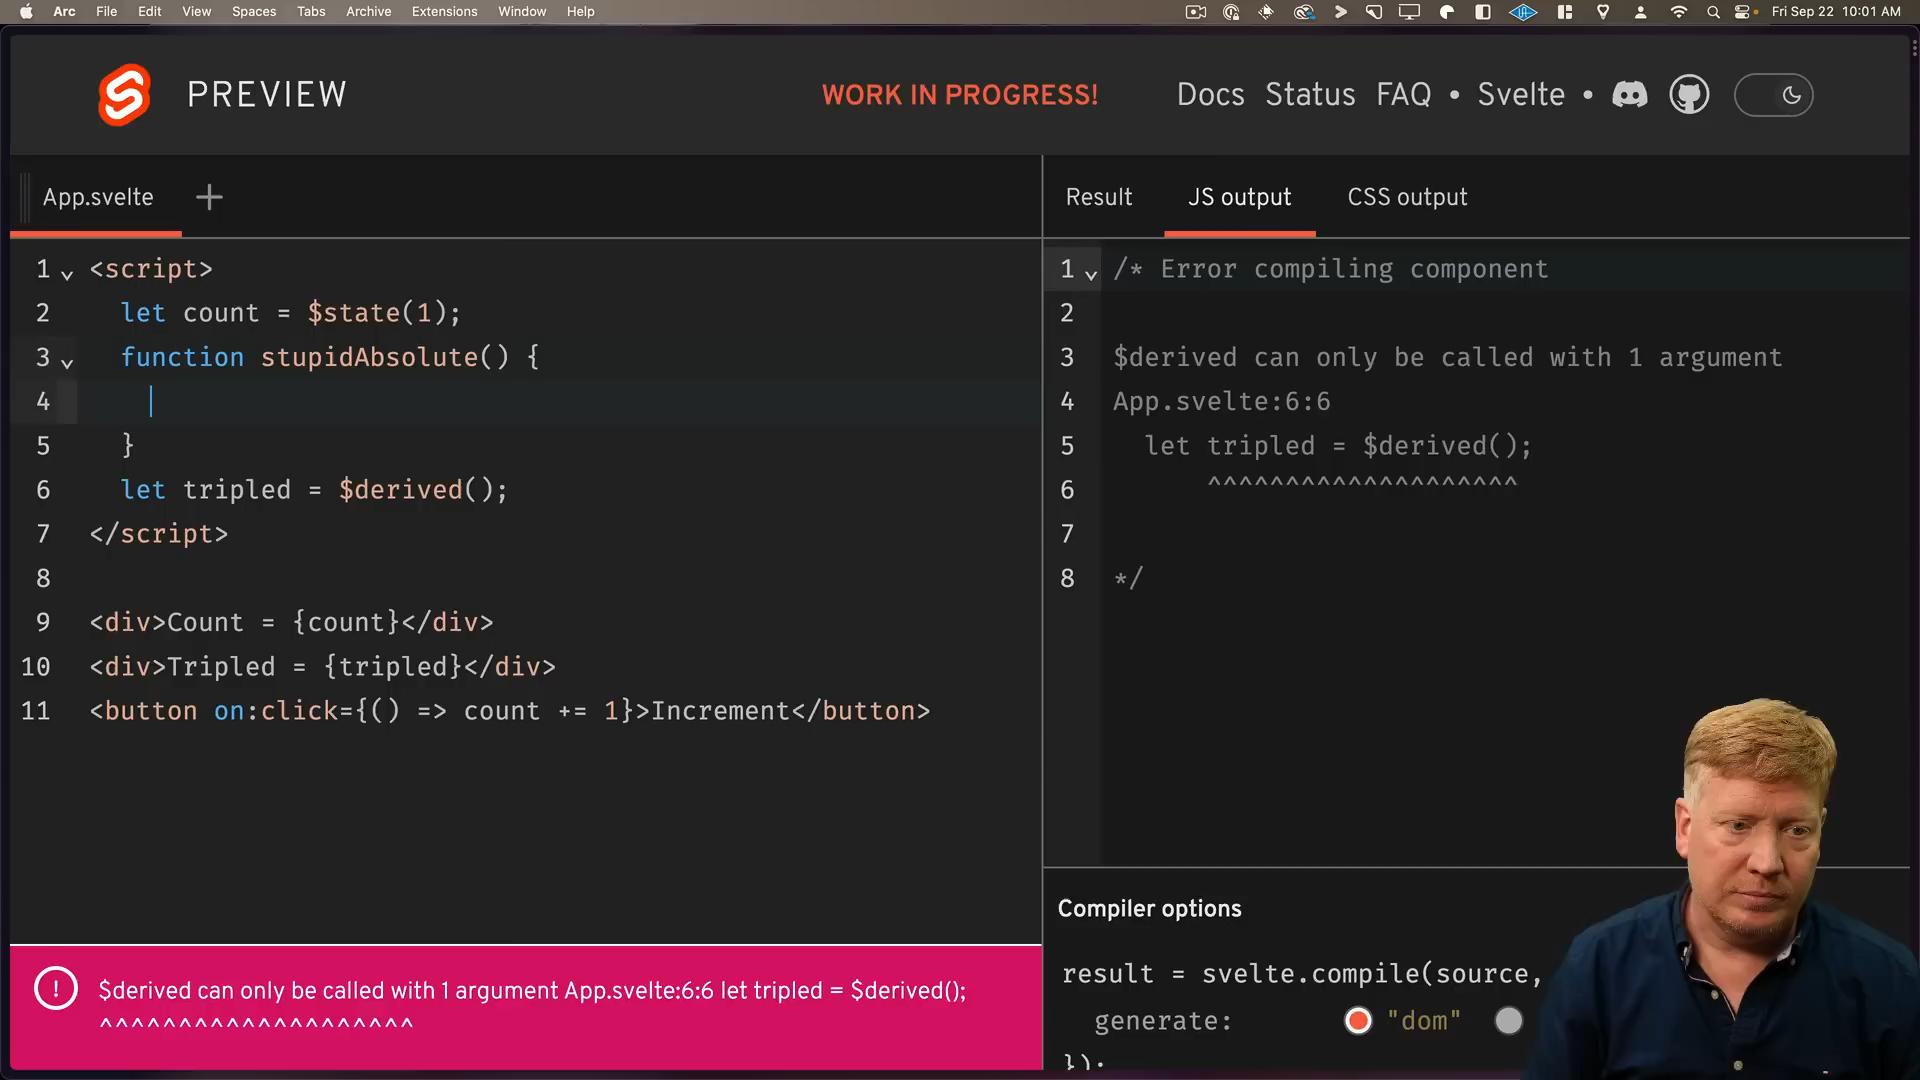 Arc File Edit View Spaces Tabs Archive Extensions Window Help Fri Sep 22 10:01 AM
PREVIEW WORK IN PROGRESS! Docs Status FAQ • Svelte •
App.svelte +
1 <script>
2 let count = $state(1);
3 function stupidAbsolute() {
4
5 }
6 let tripled = $derived();
7 </script>
8
9 <div>Count = {count}</div>
10 <div>Tripled = {tripled}</div>
11 <button on:click={() => count += 1}>Increment</button>
! $derived can only be called with 1 argument App.svelte:6:6 let tripled = $derived();
^^^^^^^^^^^^^^^^^^^^
Result JS output CSS output
1 /* Error compiling component
2
3 $derived can only be called with 1 argument
4 App.svelte:6:6
5 let tripled = $derived();
6 ^^^^^^^^^^^^^^^^^^^^
7
8 */
Compiler options
result = svelte.compile(source,
generate: "dom"
});